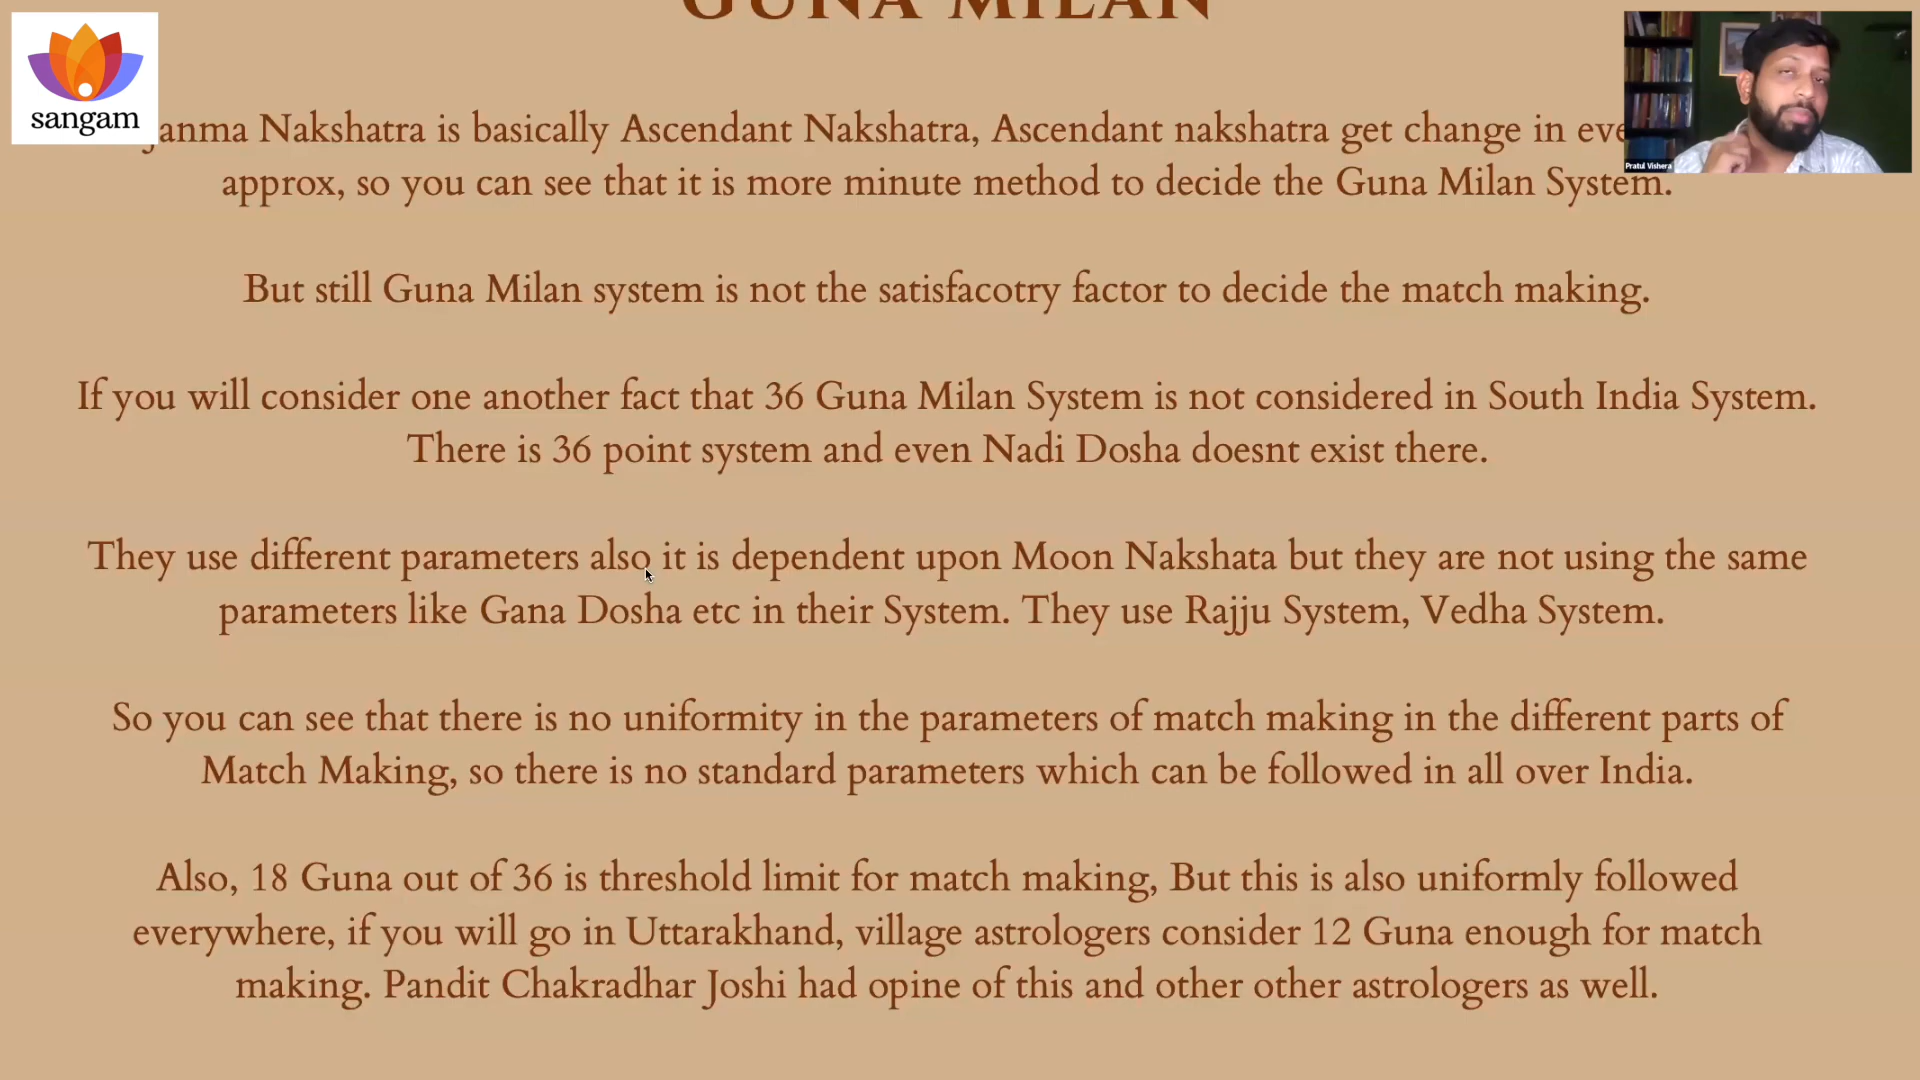 GUNA MILAN
sangam
Janma Nakshatra is basically Ascendant Nakshatra, Ascendant nakshatra get change in eve
Pratul Vishera
approx, so you can see that it is more minute method to decide the Guna Milan System.
But still Guna Milan system is not the satisfacotry factor to decide the match making.
If you will consider one another fact that 36 Guna Milan System is not considered in South India System.
There is 36 point system and even Nadi Dosha doesnt exist there.
They use different parameters also it is dependent upon Moon Nakshata but they are not using the same
parameters like Gana Dosha etc in their System. They use Rajju System, Vedha System.
So you can see that there is no uniformity in the parameters of match making in the different parts of
Match Making, so there is no standard parameters which can be followed in all over India.
Also, 18 Guna out of 36 is threshold limit for match making, But this is also uniformly followed
everywhere, if you will go in Uttarakhand, village astrologers consider 12 Guna enough for match
making. Pandit Chakradhar Joshi had opine of this and other other astrologers as well.